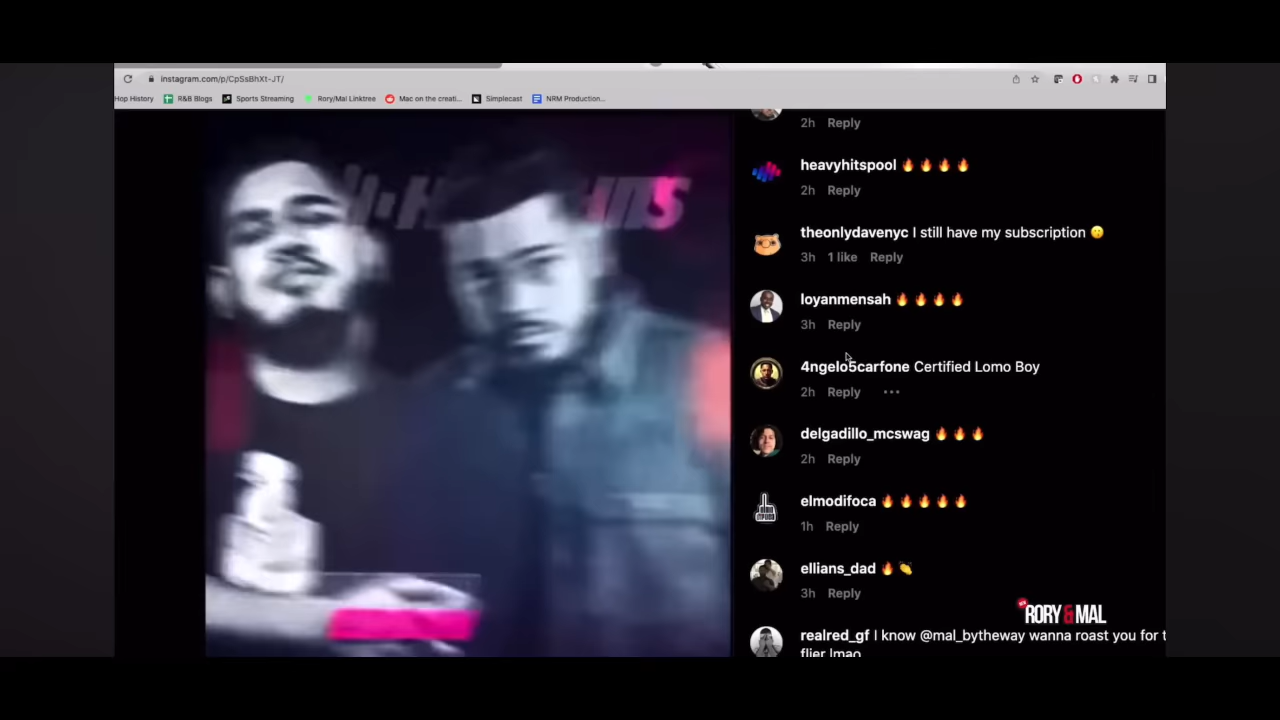 instagram.com/p/CpSsBhXt-JT/
Hop History R&B Blogs Sports Streaming Rory/Mal Linktree Mac on the creati... Simplecast NRM Production...
2h Reply
heavyhitspool 🔥🔥🔥🔥
2h Reply
theonlydavenyc I still have my subscription
3h 1 like Reply
loyanmensah 🔥🔥🔥🔥
3h Reply
4ngelo5carfone Certified Lomo Boy
2h Reply ...
delgadillo_mcswag 🔥🔥🔥
2h Reply
elmodifoca 🔥🔥🔥🔥🔥
1h Reply
ellians_dad 🔥👏
3h Reply
RORY & MAL
realred_gf I know @mal_bytheway wanna roast you for t
flier lmao